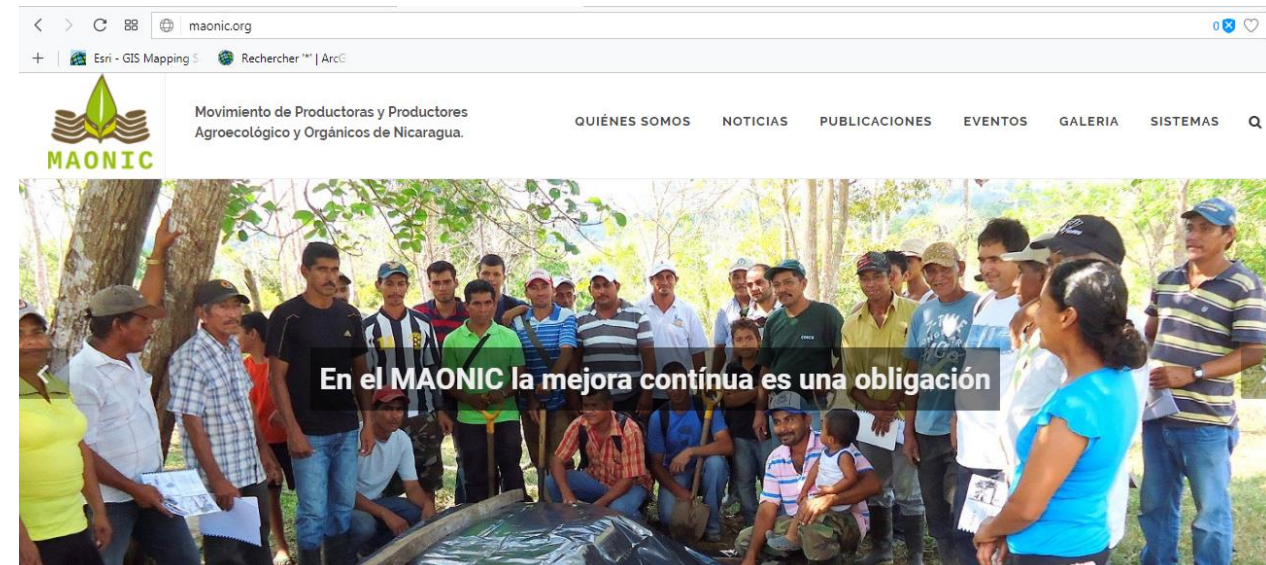 maonic.org
0
Esri - GIS Mapping S
Rechercher '*' | ArcG
MAONIC
Movimiento de Productoras y Productores
Agroecológico y Orgánicos de Nicaragua.
QUIÉNES SOMOS NOTICIAS PUBLICACIONES EVENTOS GALERIA SISTEMAS
En el MAONIC la mejora contínua es una obligación